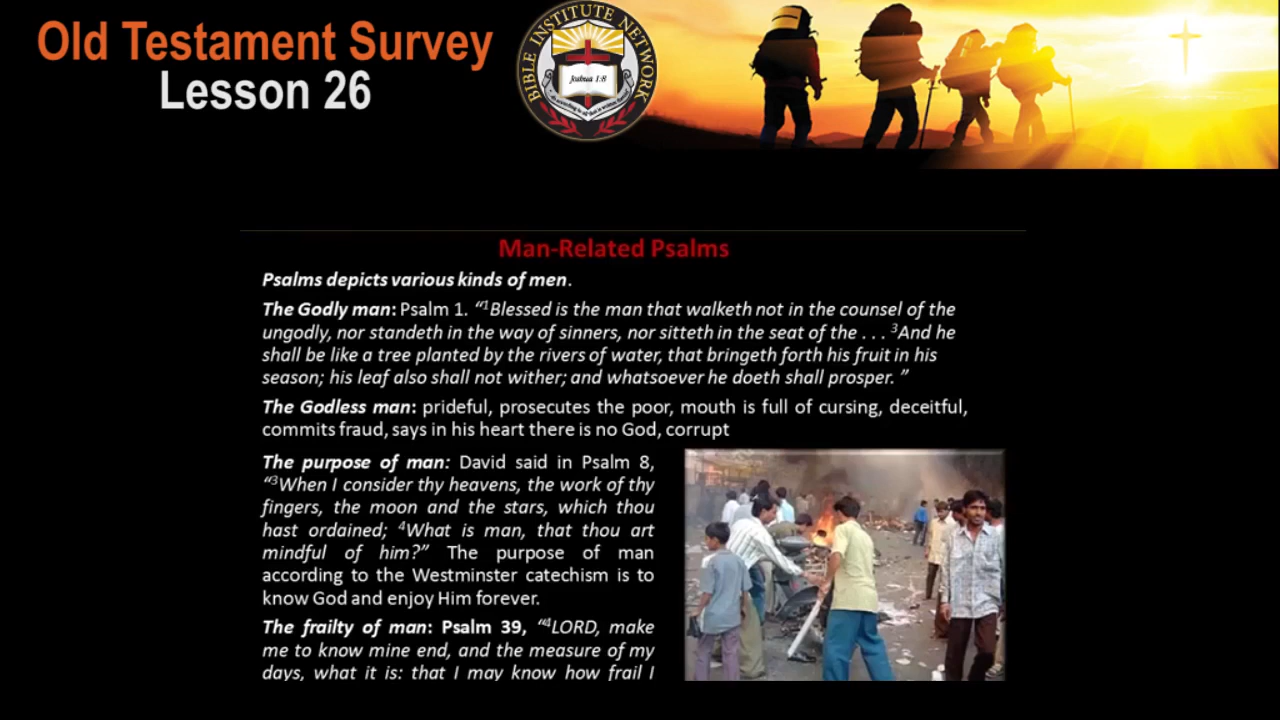 Old Testament Survey
Lesson 26
BIBLE INSTITUTE NETWORK
Joshua 1:8
Man-Related Psalms
Psalms depicts various kinds of men.
The Godly man: Psalm 1. “1Blessed is the man that walketh not in the counsel of the
ungodly, nor standeth in the way of sinners, nor sitteth in the seat of the . . . 3And he
shall be like a tree planted by the rivers of water, that bringeth forth his fruit in his
season; his leaf also shall not wither; and whatsoever he doeth shall prosper. ”
The Godless man: prideful, prosecutes the poor, mouth is full of cursing, deceitful,
commits fraud, says in his heart there is no God, corrupt
The purpose of man: David said in Psalm 8,
“3When I consider thy heavens, the work of thy
fingers, the moon and the stars, which thou
hast ordained; 4What is man, that thou art
mindful of him?” The purpose of man
according to the Westminster catechism is to
know God and enjoy Him forever.
The frailty of man: Psalm 39, “4LORD, make
me to know mine end, and the measure of my
days, what it is: that I may know how frail I